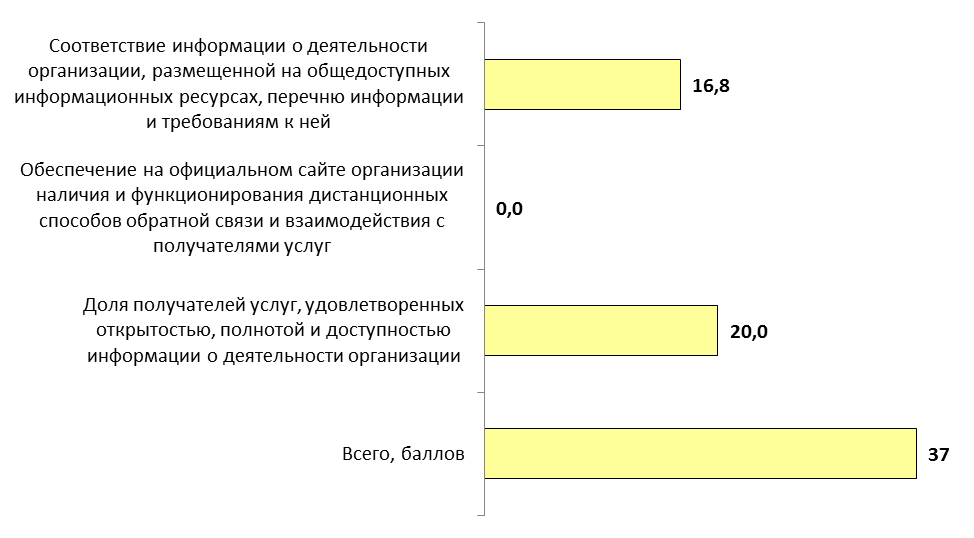 Соответствие информации о деятельности
организации, размещенной на общедоступных
информационных ресурсах, перечню информации
и требованиям к ней
16,8
Обеспечение на официальном сайте организации
наличия и функционирования дистанционных
способов обратной связи и взаимодействия с
получателями услуг
0,0
Доля получателей услуг, удовлетворенных
открытостью, полнотой и доступностью
информации о деятельности организации
20,0
Всего, баллов
37